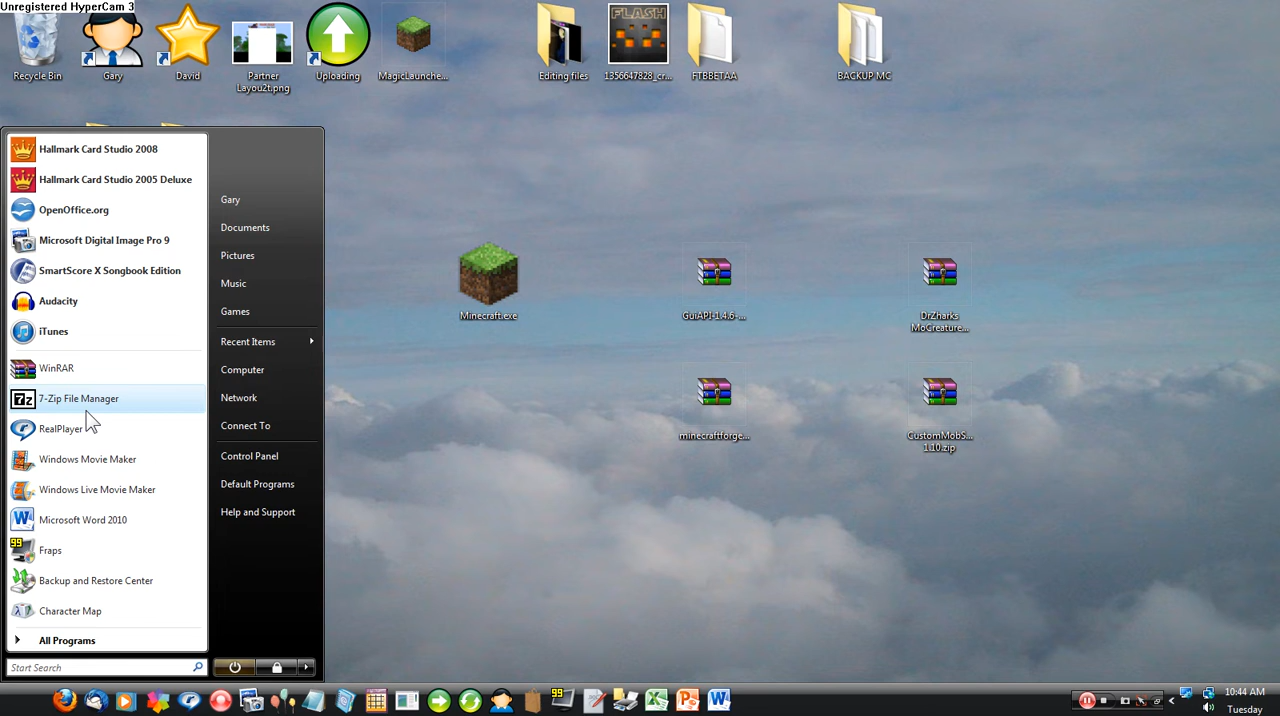 Unregistered HyperCam 3
Recycle Bin
Gary
David
Partner
Layou2t.png
Uploading
MagicLaunche...
Editing files
1356647828_cr...
FTBBETAA
BACKUP MC
Hallmark Card Studio 2008
Hallmark Card Studio 2005 Deluxe
OpenOffice.org
Microsoft Digital Image Pro 9
SmartScore X Songbook Edition
Audacity
iTunes
WinRAR
7-Zip File Manager
RealPlayer
Windows Movie Maker
Windows Live Movie Maker
Microsoft Word 2010
Fraps
Backup and Restore Center
Character Map
All Programs
Start Search
Gary
Documents
Pictures
Music
Games
Recent Items
Computer
Network
Connect To
Control Panel
Default Programs
Help and Support
Minecraft.exe
GuiAPI-1.4.6-...
DrZharks
MoCreature...
minecraftforge...
CustomMobS...
1.10.zip
FLASH
7z
99
99
10:44 AM
Tuesday